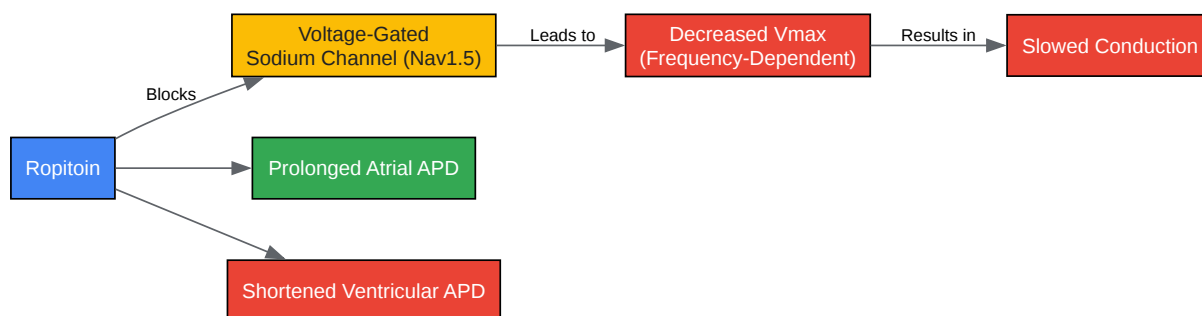 Voltage-Gated
Sodium Channel (Nav1.5)
Leads to
Decreased Vmax
(Frequency-Dependent)
Results in
Slowed Conduction
Blocks
Ropitoin
Prolonged Atrial APD
Shortened Ventricular APD